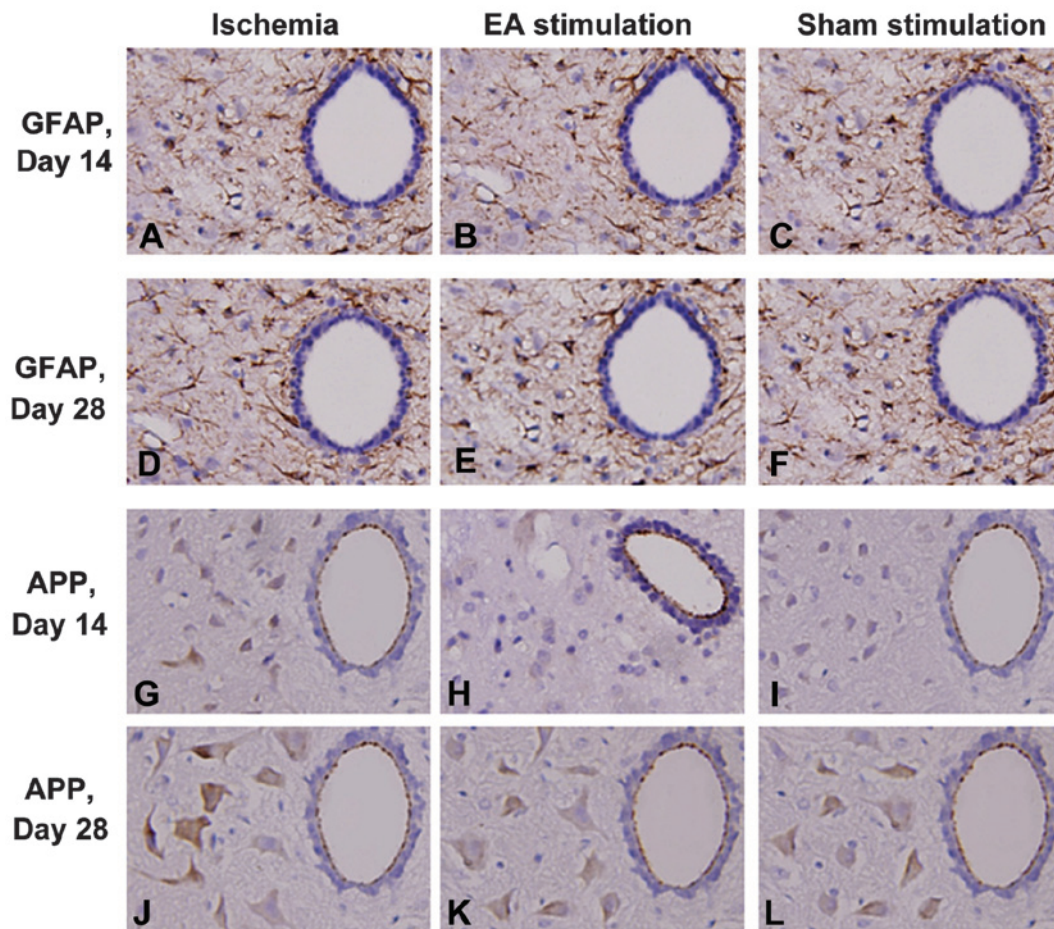 Ischemia EA stimulation Sham stimulation
GFAP,
Day 14
A B C
GFAP,
Day 28
D E F
APP,
Day 14
G H I
APP,
Day 28
J K L